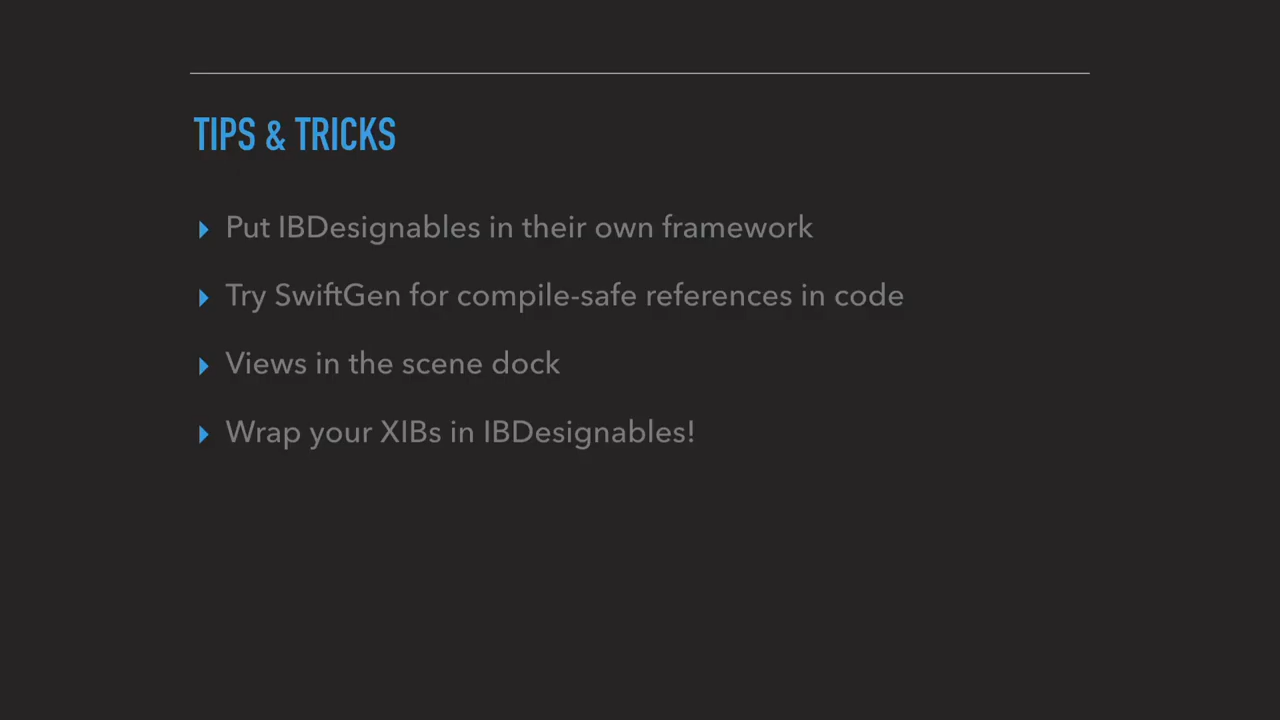 TIPS & TRICKS
▸ Put IBDesignables in their own framework
▸ Try SwiftGen for compile-safe references in code
▸ Views in the scene dock
▸ Wrap your XIBs in IBDesignables!